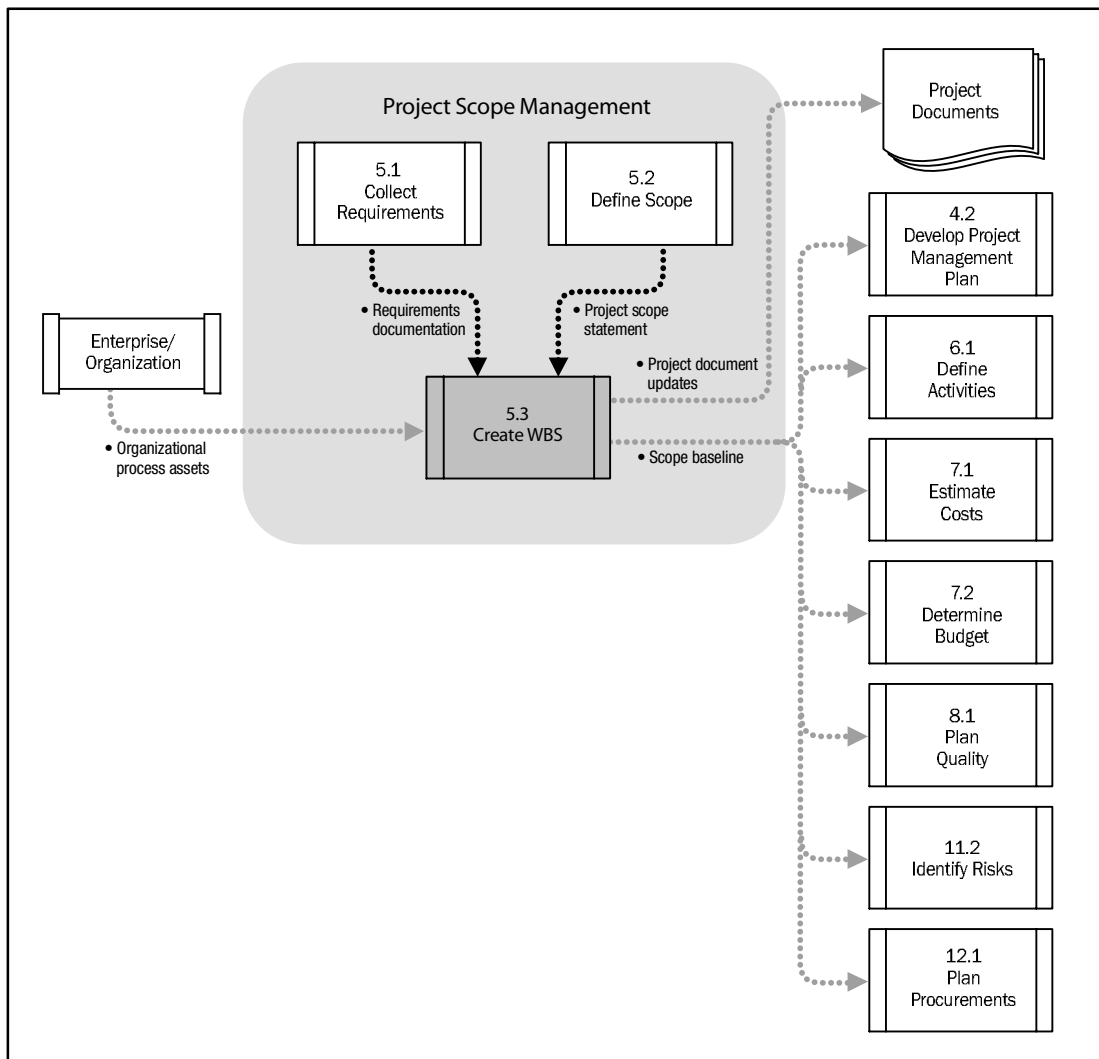 Project Scope Management
Project
Documents
5.1
Collect
Requirements
5.2
Define Scope
4.2
Develop Project
Management
Plan
• Requirements
documentation
• Project scope
statement
Enterprise/
Organization
• Project document
updates
6.1
Define
Activities
5.3
Create WBS
• Organizational
process assets
• Scope baseline
7.1
Estimate
Costs
7.2
Determine
Budget
8.1
Plan
Quality
11.2
Identify Risks
12.1
Plan
Procurements